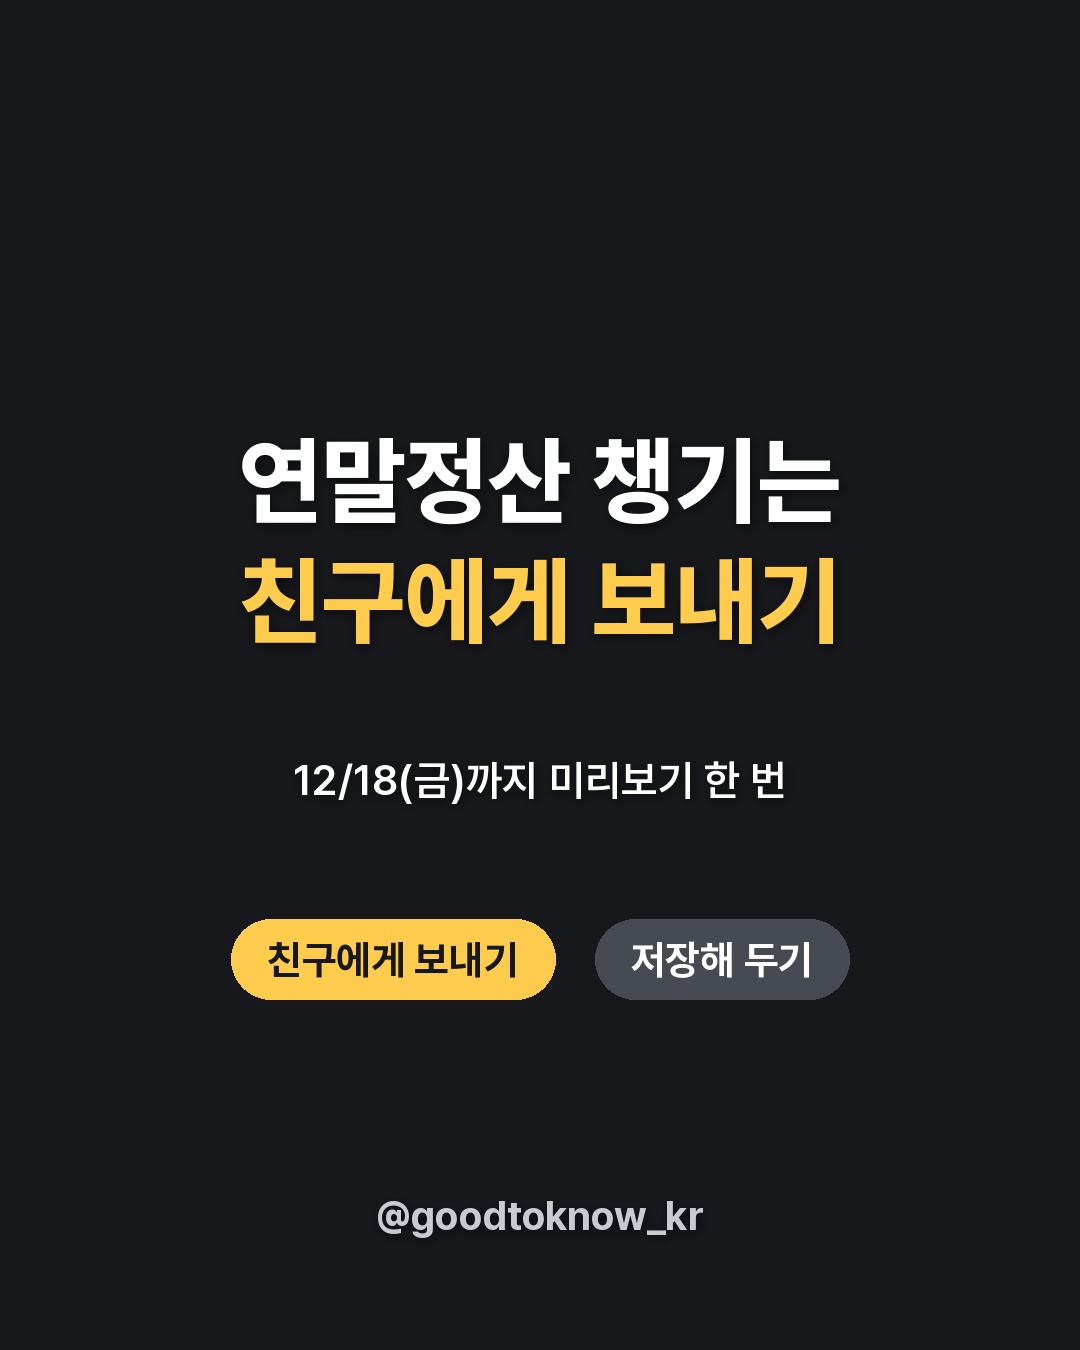 연말정산 챙기는
친구에게 보내기
12/18(금)까지 미리보기 한 번
친구에게 보내기
저장해 두기
@goodtoknow_kr